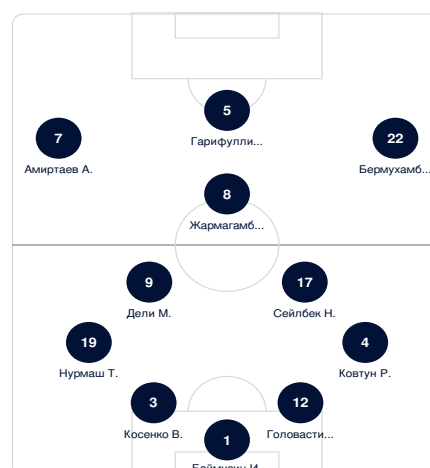 5
7
22
Гарифулли...
Амиртаев А.
Бермухамб...
8
Жармагамб...
9
17
Дели М.
Сейлбек Н.
19
4
Нурмаш Т.
Ковтун Р.
3
12
Косенко В.
Головасти...
1